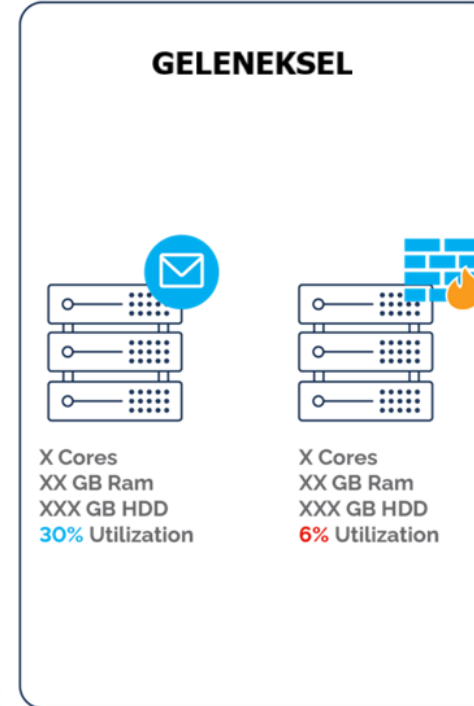 GELENEKSEL
X Cores
XX GB Ram
XXX GB HDD
30% Utilization
X Cores
XX GB Ram
XXX GB HDD
6% Utilization